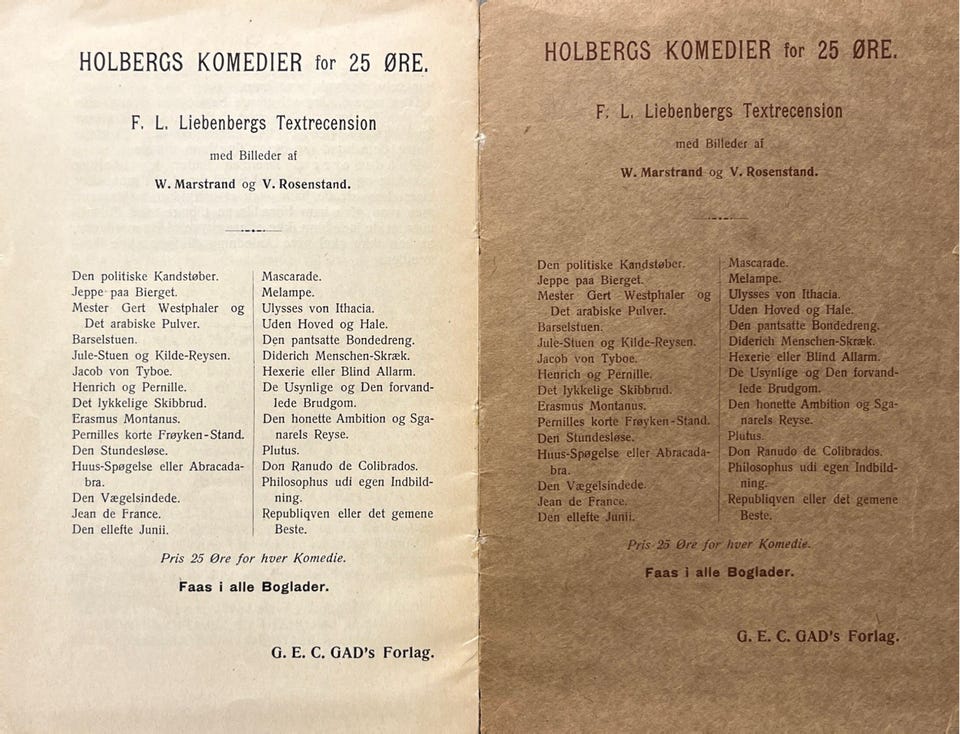 HOLBERGS KOMEDIER for 25 ØRE.
F. L. Liebenbergs Textrecension
med Billeder af
W. Marstrand og V. Rosenstand.
Den politiske Kandstøber.
Jeppe paa Bierget.
Mester Gert Westphaler og
Det arabiske Pulver.
Barselstuen.
Jule-Stuen og Kilde-Reysen.
Jacob von Tyboe.
Henrich og Pernille.
Det lykkelige Skibbrud.
Erasmus Montanus.
Pernilles korte Frøyken-Stand.
Den Stundesløse.
Huus-Spøgelse eller Abracada-
bra.
Den Vægelsindede.
Jean de France.
Den ellefte Junii.
Mascarade.
Melampe.
Ulysses von Ithacia.
Uden Hoved og Hale.
Den pantsatte Bondedreng.
Diderich Menschen-Skræk.
Hexerie eller Blind Allarm.
De Usynlige og Den forvand-
lede Brudgom.
Den honette Ambition og Sga-
narels Reyse.
Plutus.
Don Ranudo de Colibrados.
Philosophus udi egen Indbild-
ning.
Republiqven eller det gemene
Beste.
Pris 25 Øre for hver Komedie.
Faas i alle Boglader.
G. E. C. GAD's Forlag.
HOLBERGS KOMEDIER for 25 ØRE.
F. L. Liebenbergs Textrecension
med Billeder af
W. Marstrand og V. Rosenstand.
Den politiske Kandstøber.
Jeppe paa Bierget.
Mester Gert Westphaler og
Det arabiske Pulver.
Barselstuen.
Jule-Stuen og Kilde-Reysen.
Jacob von Tyboe.
Henrich og Pernille.
Det lykkelige Skibbrud.
Erasmus Montanus.
Pernilles korte Frøyken-Stand.
Den Stundesløse.
Huus-Spøgelse eller Abracada-
bra.
Den Vægelsindede.
Jean de France.
Den ellefte Junii.
Mascarade.
Melampe.
Ulysses von Ithacia.
Uden Hoved og Hale.
Den pantsatte Bondedreng.
Diderich Menschen-Skræk.
Hexerie eller Blind Allarm.
De Usynlige og Den forvand-
lede Brudgom.
Den honette Ambition og Sga-
narels Reyse.
Plutus.
Don Ranudo de Colibrados.
Philosophus udi egen Indbild-
ning.
Republiqven eller det gemene
Beste.
Pris 25 Øre for hver Komedie.
Faas i alle Boglader.
G. E. C. GAD's Forlag.